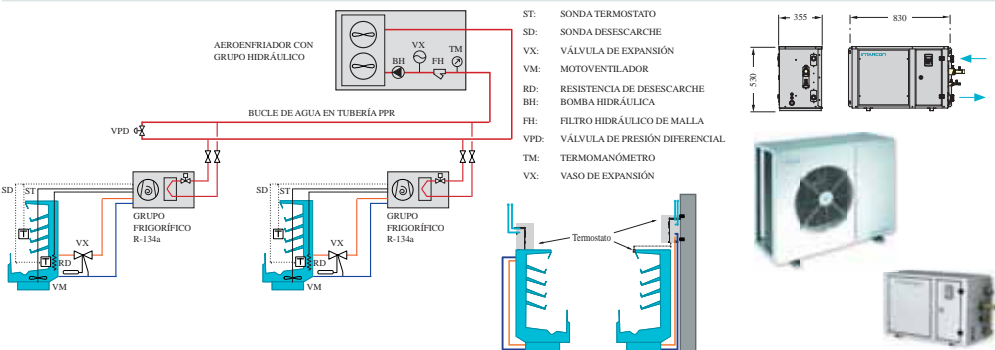 AEROENFRIADOR CON
GRUPO HIDRÁULICO
VX
TM
BH
FH
BUCLE DE AGUA EN TUBERÍA PPR
VPD
SD
ST
GRUPO
FRIGORÍFICO
R-134a
T
VX
T
RD
VM
SD
ST
GRUPO
FRIGORÍFICO
R-134a
T
VX
T
RD
VM
ST: SONDA TERMOSTATO
SD: SONDA DESESCARCHE
VX: VÁLVULA DE EXPANSIÓN
VM: MOTOVENTILADOR
RD: RESISTENCIA DE DESESCARCHE
BH: BOMBA HIDRÁULICA
FH: FILTRO HIDRÁULICO DE MALLA
VPD: VÁLVULA DE PRESIÓN DIFERENCIAL
TM: TERMOMANÓMETRO
VX: VASO DE EXPANSIÓN
Termostato
355
830
530
INTARCON